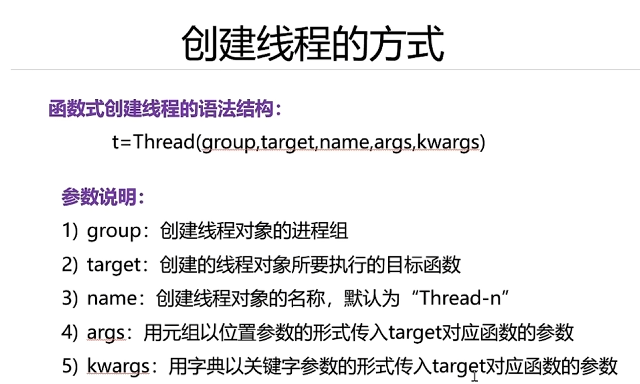 创建线程的方式
函数式创建线程的语法结构：
t=Thread(group,target,name,args,kwargs)
参数说明：
1) group：创建线程对象的进程组
2) target：创建的线程对象所要执行的目标函数
3) name：创建线程对象的名称，默认为“Thread-n”
4) args：用元组以位置参数的形式传入target对应函数的参数
5) kwargs：用字典以关键字参数的形式传入target对应函数的参数